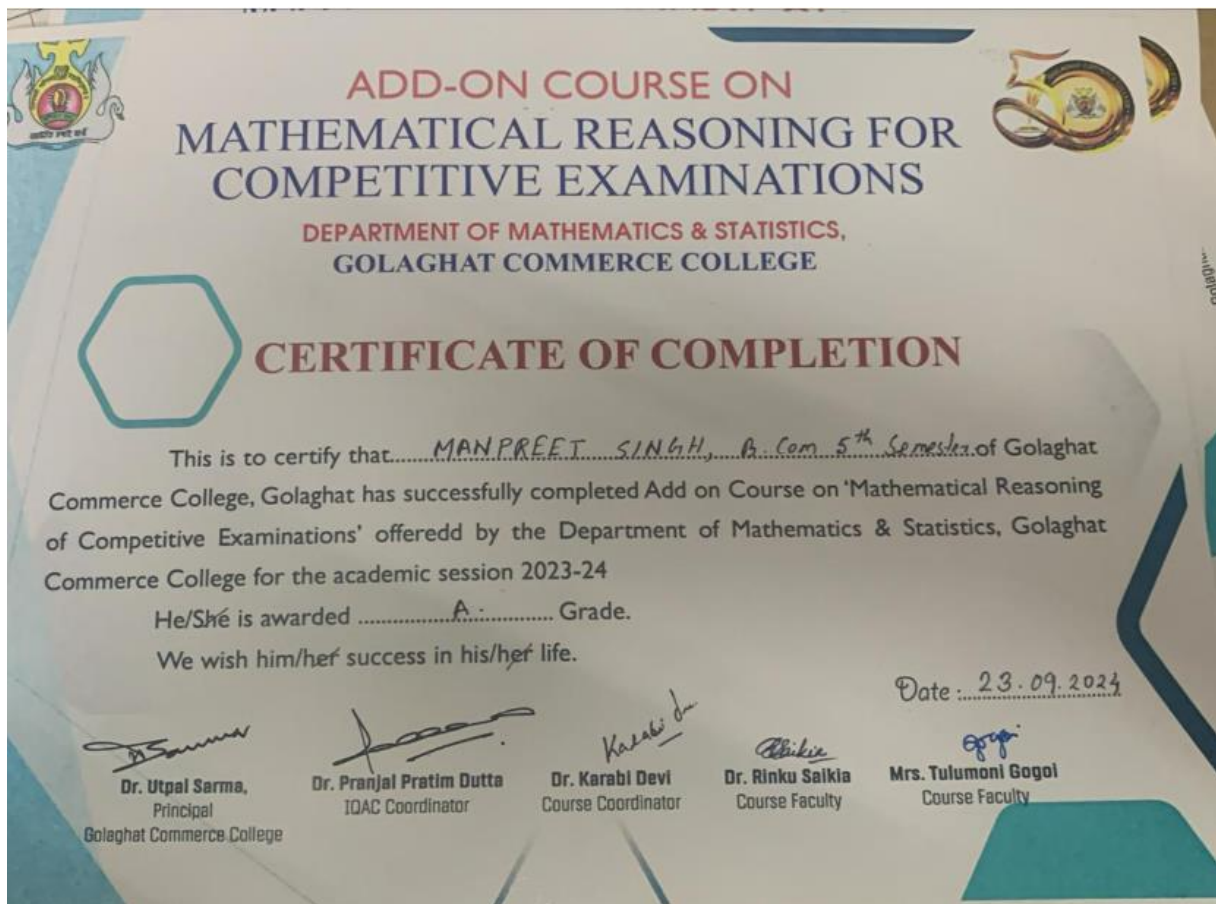 ADD-ON COURSE ON
MATHEMATICAL REASONING FOR
COMPETITIVE EXAMINATIONS
DEPARTMENT OF MATHEMATICS & STATISTICS,
GOLAGHAT COMMERCE COLLEGE
CERTIFICATE OF COMPLETION
This is to certify that MANPREET SINGH, B.Com 5th Semester of Golaghat
Commerce College, Golaghat has successfully completed Add on Course on 'Mathematical Reasoning
of Competitive Examinations' offeredd by the Department of Mathematics & Statistics, Golaghat
Commerce College for the academic session 2023-24
He/She is awarded A. Grade.
We wish him/her success in his/her life.
Date: 23.09.2024
Karabi
Saikia
Gogoi
Dr. Utpal Sarma,
Principal
Golaghat Commerce College
Dr. Pranjal Pratim Dutta
IQAC Coordinator
Dr. Karabi Devi
Course Coordinator
Dr. Rinku Saikia
Course Faculty
Mrs. Tulumoni Gogoi
Course Faculty